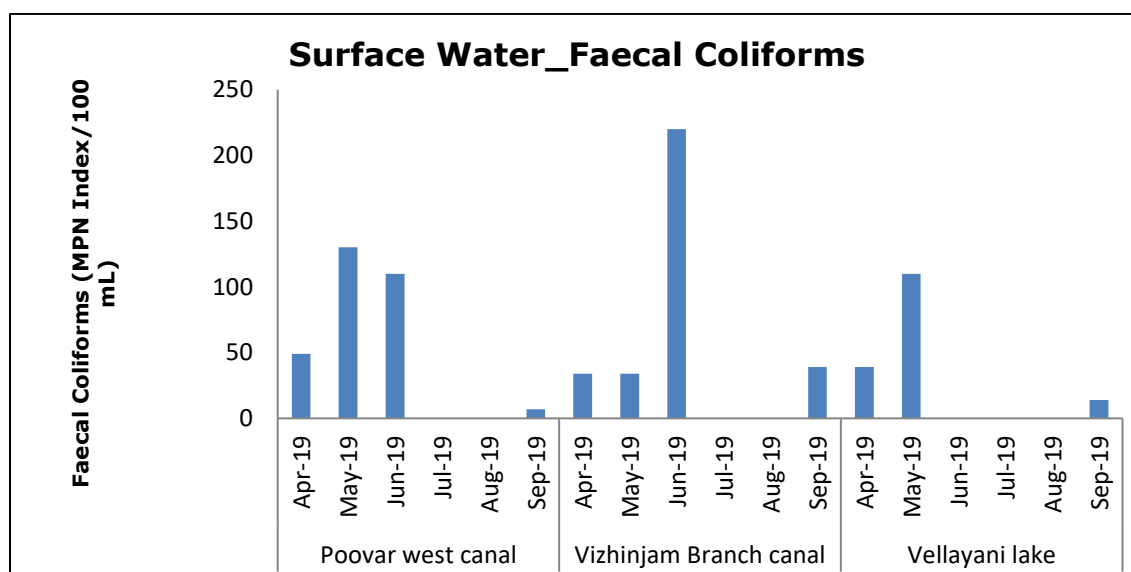 Surface Water_Faecal Coliforms
Faecal Coliforms (MPN Index/100
mL)
250
200
150
100
50
0
Apr-19
May-19
Jun-19
Jul-19
Aug-19
Sep-19
Apr-19
May-19
Jun-19
Jul-19
Aug-19
Sep-19
Apr-19
May-19
Jun-19
Jul-19
Aug-19
Sep-19
Poovar west canal
Vizhinjam Branch canal
Vellayani lake